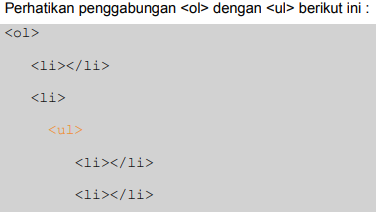 Perhatikan penggabungan <ol> dengan <ul> berikut ini :
<ol>
<li></li>
<li>
<ul>
<li></li>
<li></li>